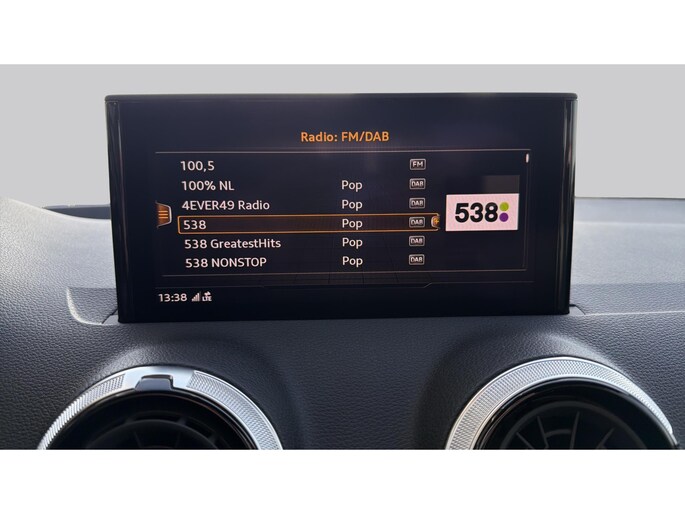 Radio: FM/DAB
100,5 FM
100% NL Pop DAB
4EVER49 Radio Pop DAB
538 Pop DAB
538 GreatestHits Pop DAB
538 NONSTOP Pop DAB
538
13:38 LTE